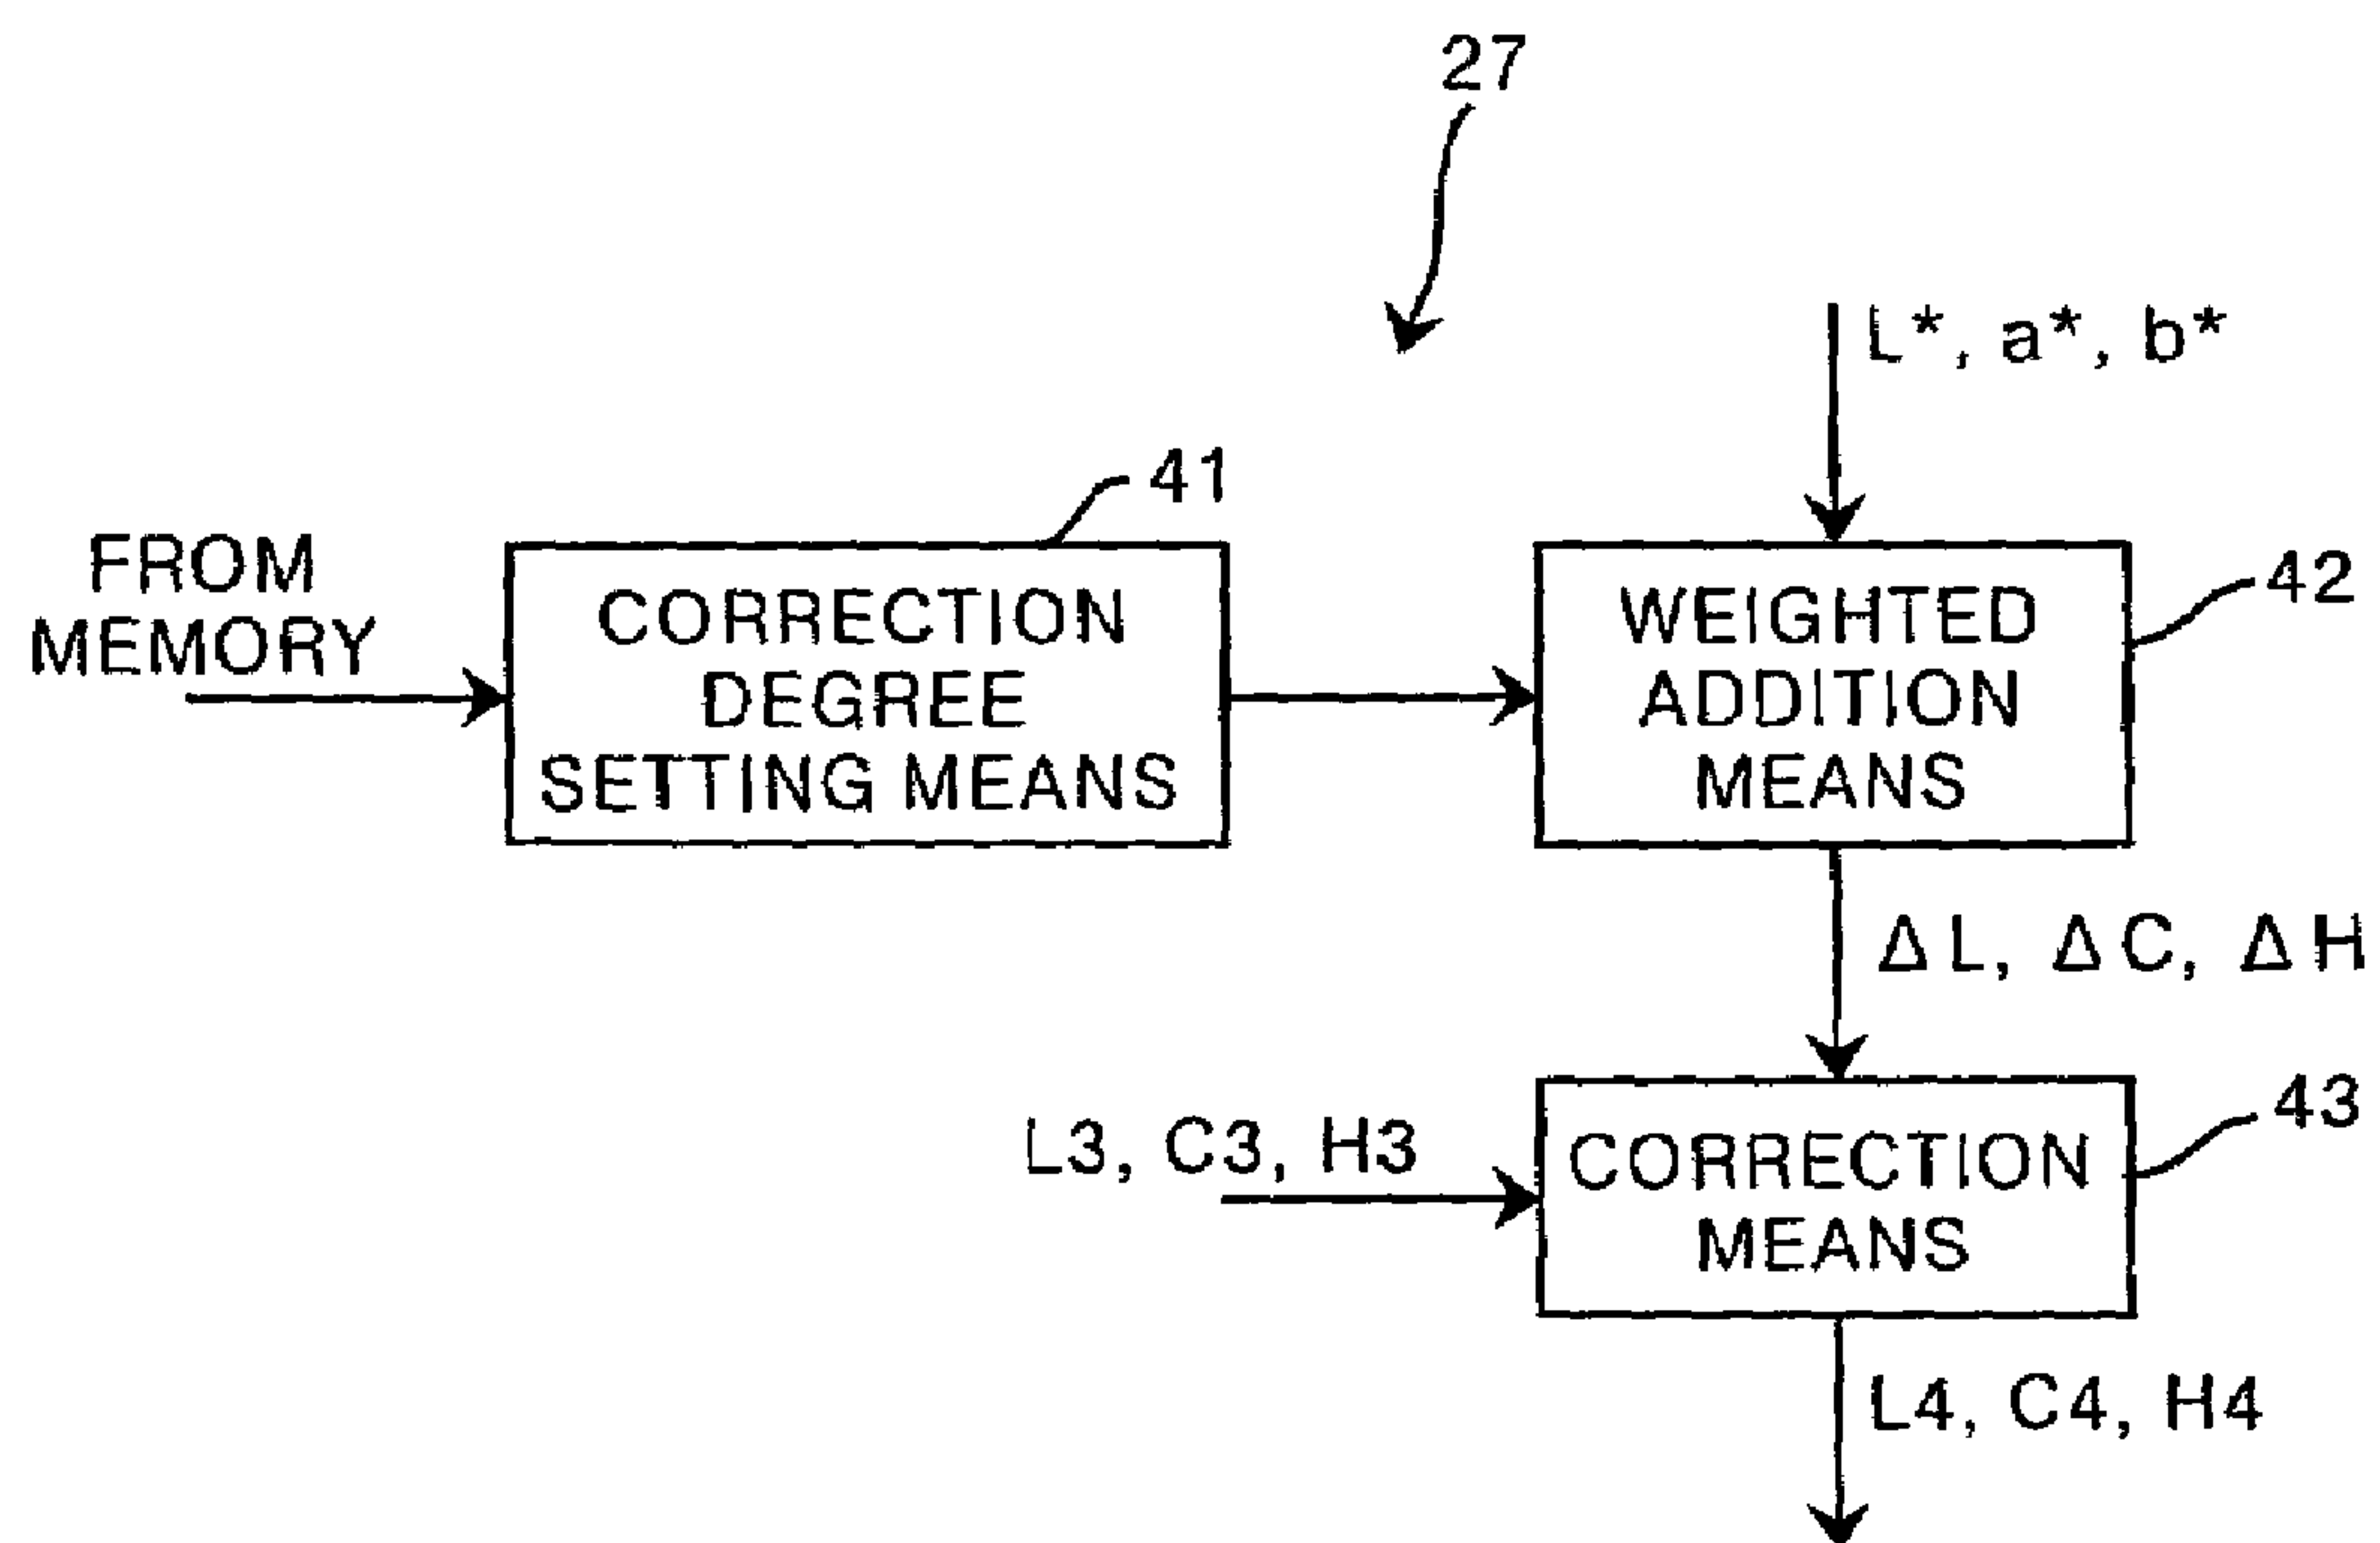 27
L*, a*, b*
41
FROM
MEMORY
CORRECTION
DEGREE
SETTING MEANS
42
WEIGHTED
ADDITION
MEANS
ΔL, ΔC, ΔH
43
L3, C3, H3
CORRECTION
MEANS
L4, C4, H4